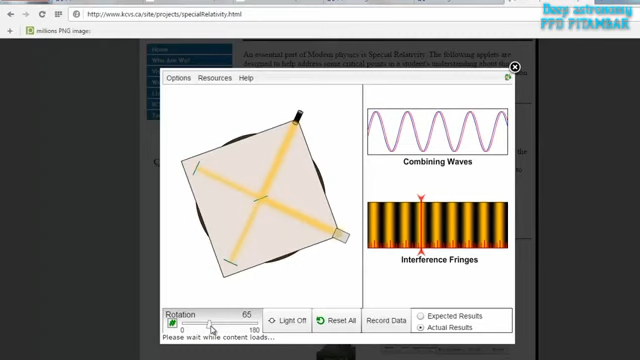 Deep astronomy
PPD PITAMBAR
http://www.kcvs.ca/site/projects/specialRelativity.html
millions PNG image:
Home
Who Are We?
An essential part of Modern physics is Special Relativity. The following applets are
designed to help address some critical points in a student's understanding about the
Options Resources Help
Combining Waves
Interference Fringes
Rotation 65
0 180
Light Off
Reset All
Record Data
Expected Results
Actual Results
Please wait while content loads...